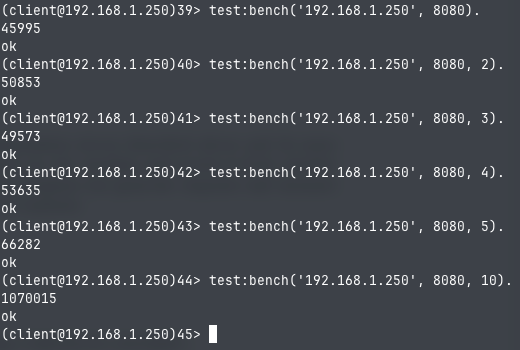 (client@192.168.1.250)39> test:bench('192.168.1.250', 8080).
45995
ok
(client@192.168.1.250)40> test:bench('192.168.1.250', 8080, 2).
50853
ok
(client@192.168.1.250)41> test:bench('192.168.1.250', 8080, 3).
49573
ok
(client@192.168.1.250)42> test:bench('192.168.1.250', 8080, 4).
53635
ok
(client@192.168.1.250)43> test:bench('192.168.1.250', 8080, 5).
66282
ok
(client@192.168.1.250)44> test:bench('192.168.1.250', 8080, 10).
1070015
ok
(client@192.168.1.250)45>